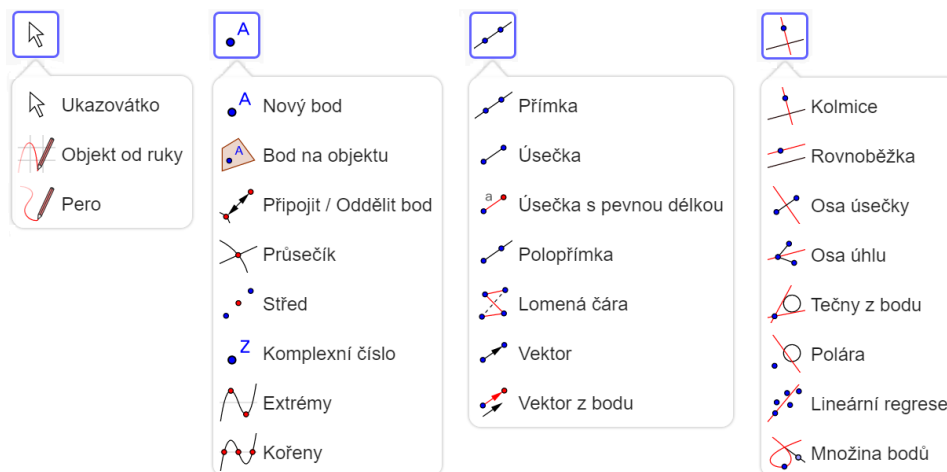 A
Ukazovátko
Objekt od ruky
Pero
A
Nový bod
A
Bod na objektu
Připojit / Oddělit bod
Průsečík
Střed
Z
Komplexní číslo
Extrémy
Kořeny
Přímka
Úsečka
a
Úsečka s pevnou délkou
Polopřímka
Lomená čára
Vektor
Vektor z bodu
Kolmice
Rovnoběžka
Osa úsečky
Osa úhlu
Tečny z bodu
Polára
Lineární regrese
Množina bodů